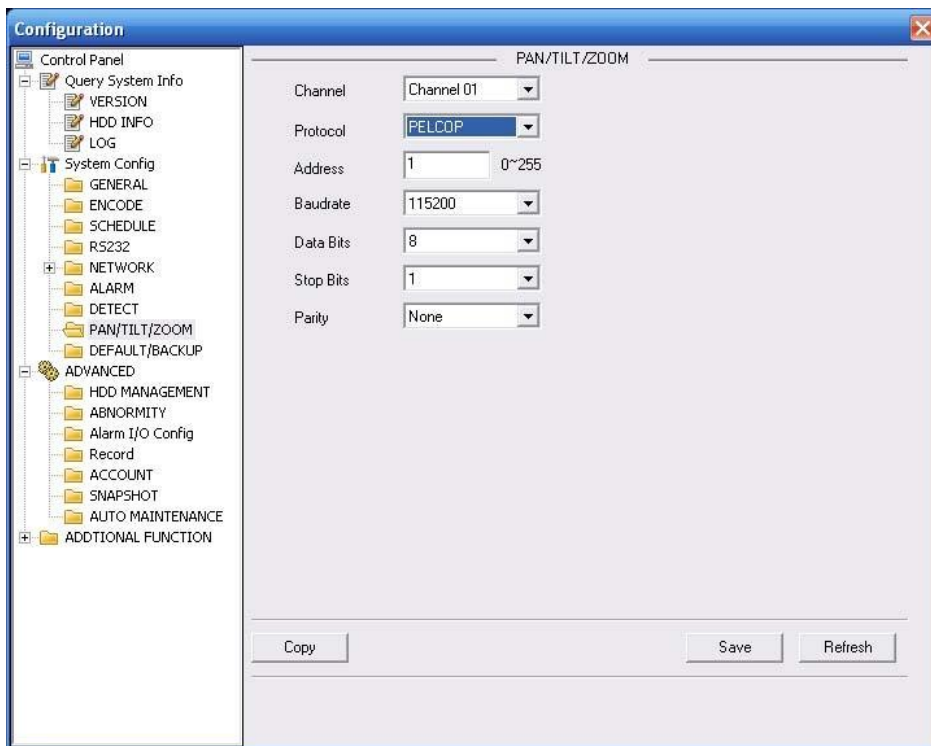 Configuration
Control Panel
Query System Info
VERSION
HDD INFO
LOG
System Config
GENERAL
ENCODE
SCHEDULE
RS232
NETWORK
ALARM
DETECT
PAN/TILT/ZOOM
DEFAULT/BACKUP
ADVANCED
HDD MANAGEMENT
ABNORMITY
Alarm I/O Config
Record
ACCOUNT
SNAPSHOT
AUTO MAINTENANCE
ADDTIONAL FUNCTION
PAN/TILT/ZOOM
Channel Channel 01
Protocol PELCOP
Address 1 0~255
Baudrate 115200
Data Bits 8
Stop Bits 1
Parity None
Copy Save Refresh